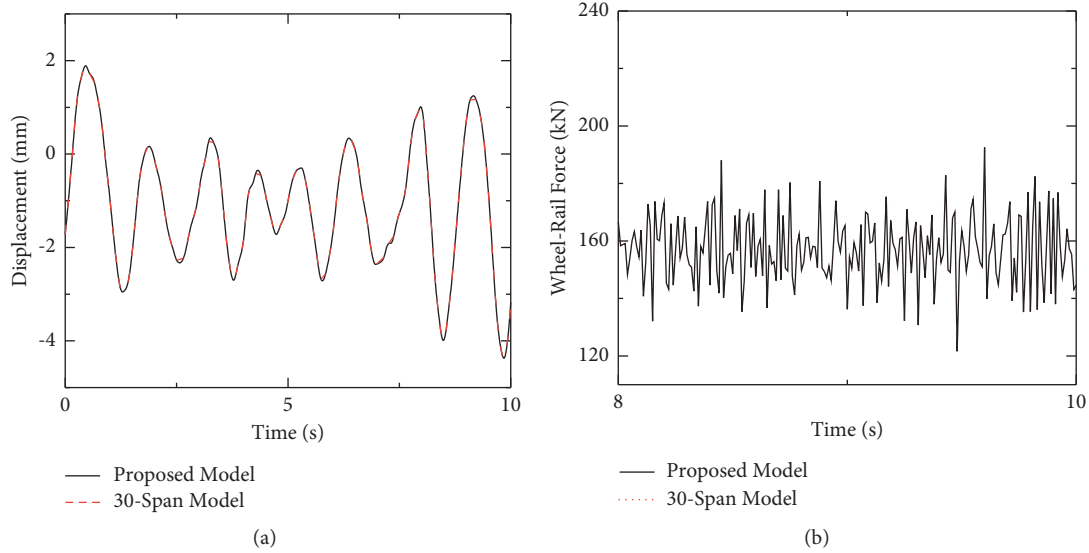 Displacement (mm)
2
0
-2
-4
0
5
10
Time (s)
Proposed Model
30-Span Model
(a)
Wheel-Rail Force (kN)
240
200
160
120
8
10
Time (s)
Proposed Model
30-Span Model
(b)